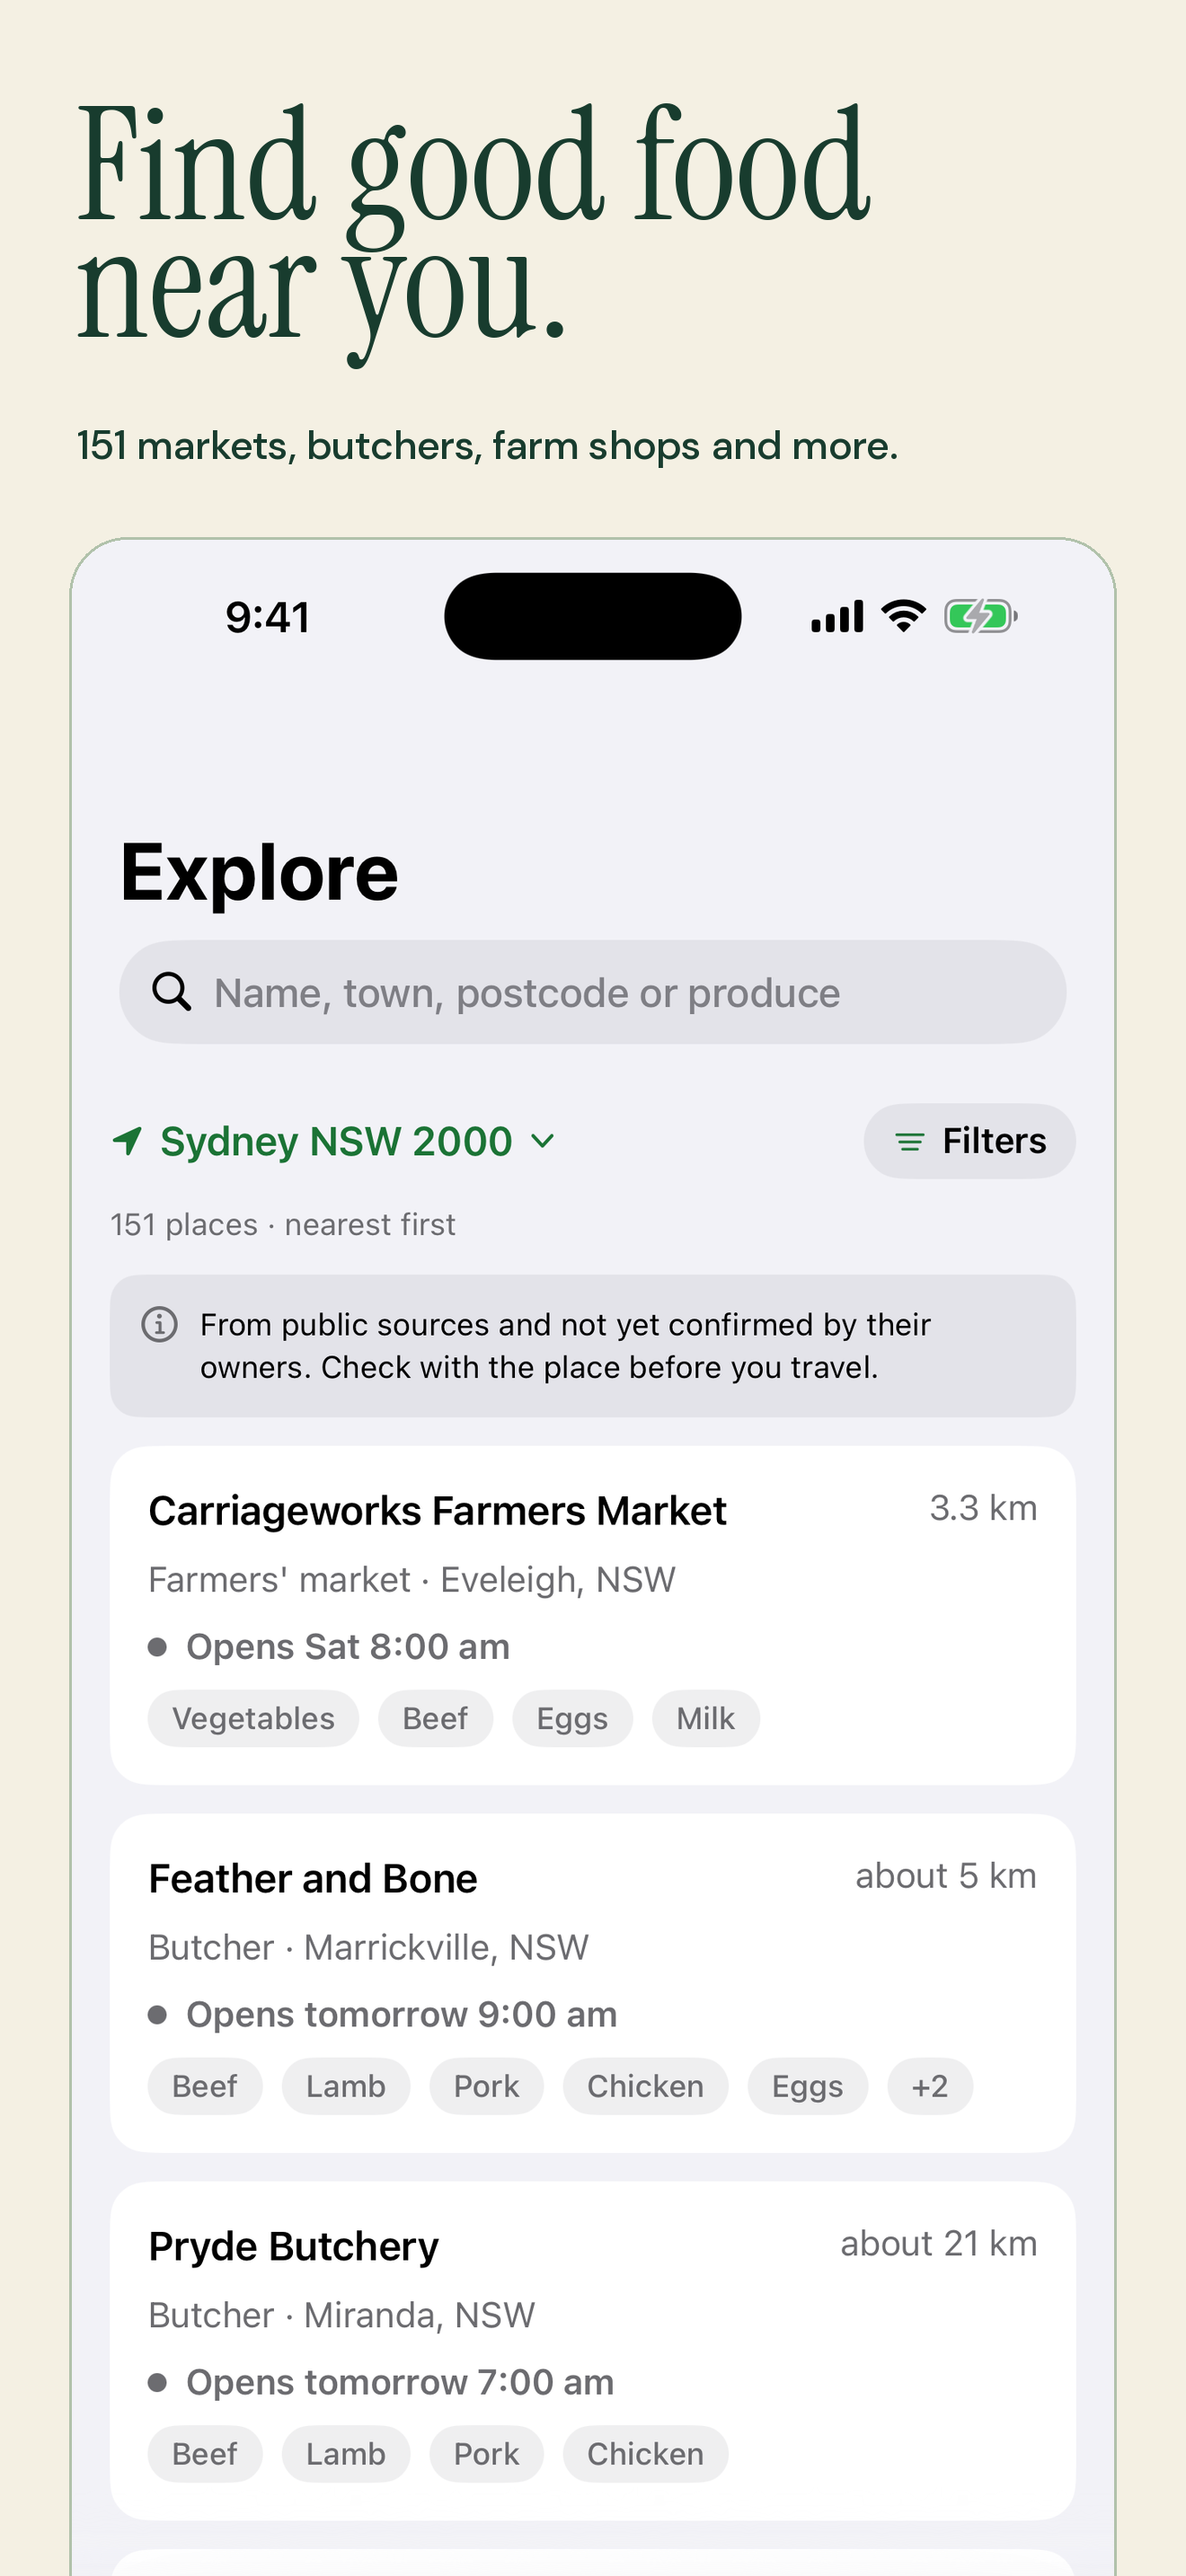 Find good food
near you.
151 markets, butchers, farm shops and more.
9:41
Explore
Name, town, postcode or produce
Sydney NSW 2000
Filters
151 places · nearest first
From public sources and not yet confirmed by their
owners. Check with the place before you travel.
Carriageworks Farmers Market 3.3 km
Farmers' market · Eveleigh, NSW
Opens Sat 8:00 am
Vegetables Beef Eggs Milk
Feather and Bone about 5 km
Butcher · Marrickville, NSW
Opens tomorrow 9:00 am
Beef Lamb Pork Chicken Eggs +2
Pryde Butchery about 21 km
Butcher · Miranda, NSW
Opens tomorrow 7:00 am
Beef Lamb Pork Chicken